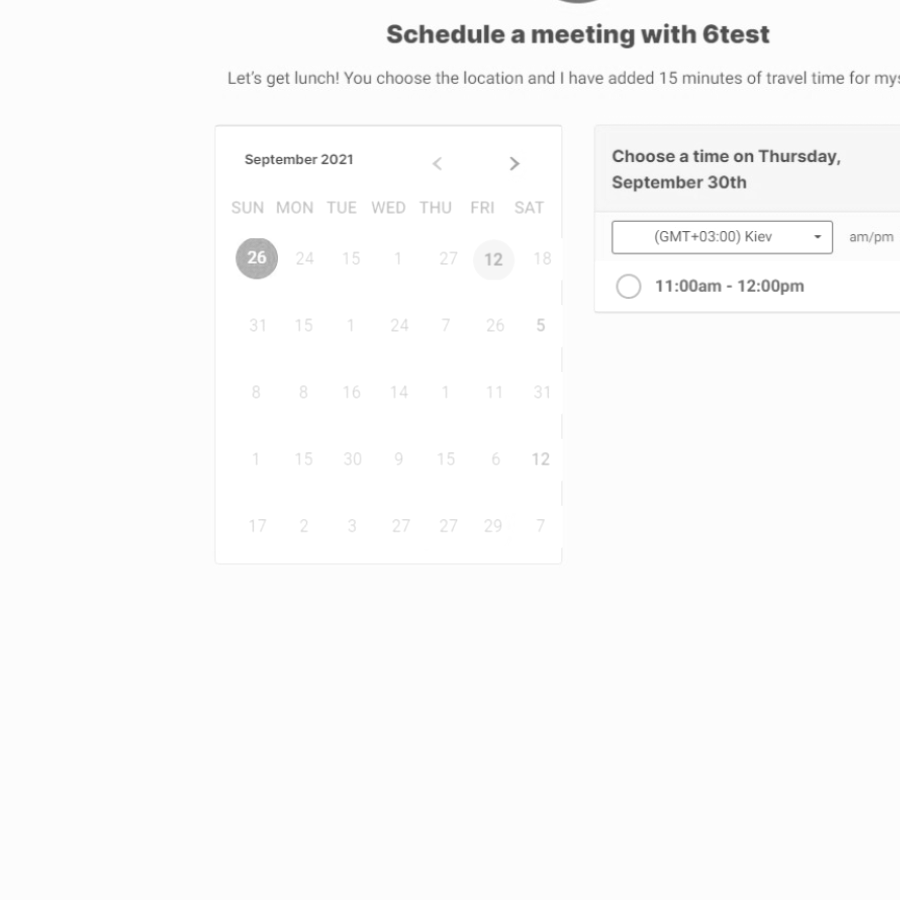 Schedule a meeting with 6test
Let's get lunch! You choose the location and I have added 15 minutes of travel time for
September 2021
SUN MON TUE WED THU FRI SAT
26 24 15 1 27 12 18
31 15 1 24 7 26 5
8 8 16 14 1 11 31
1 15 30 9 15 6 12
17 2 3 27 27 29 7
Choose a time on Thursday,
September 30th
(GMT+03:00) Kiev am/pm
11:00am - 12:00pm